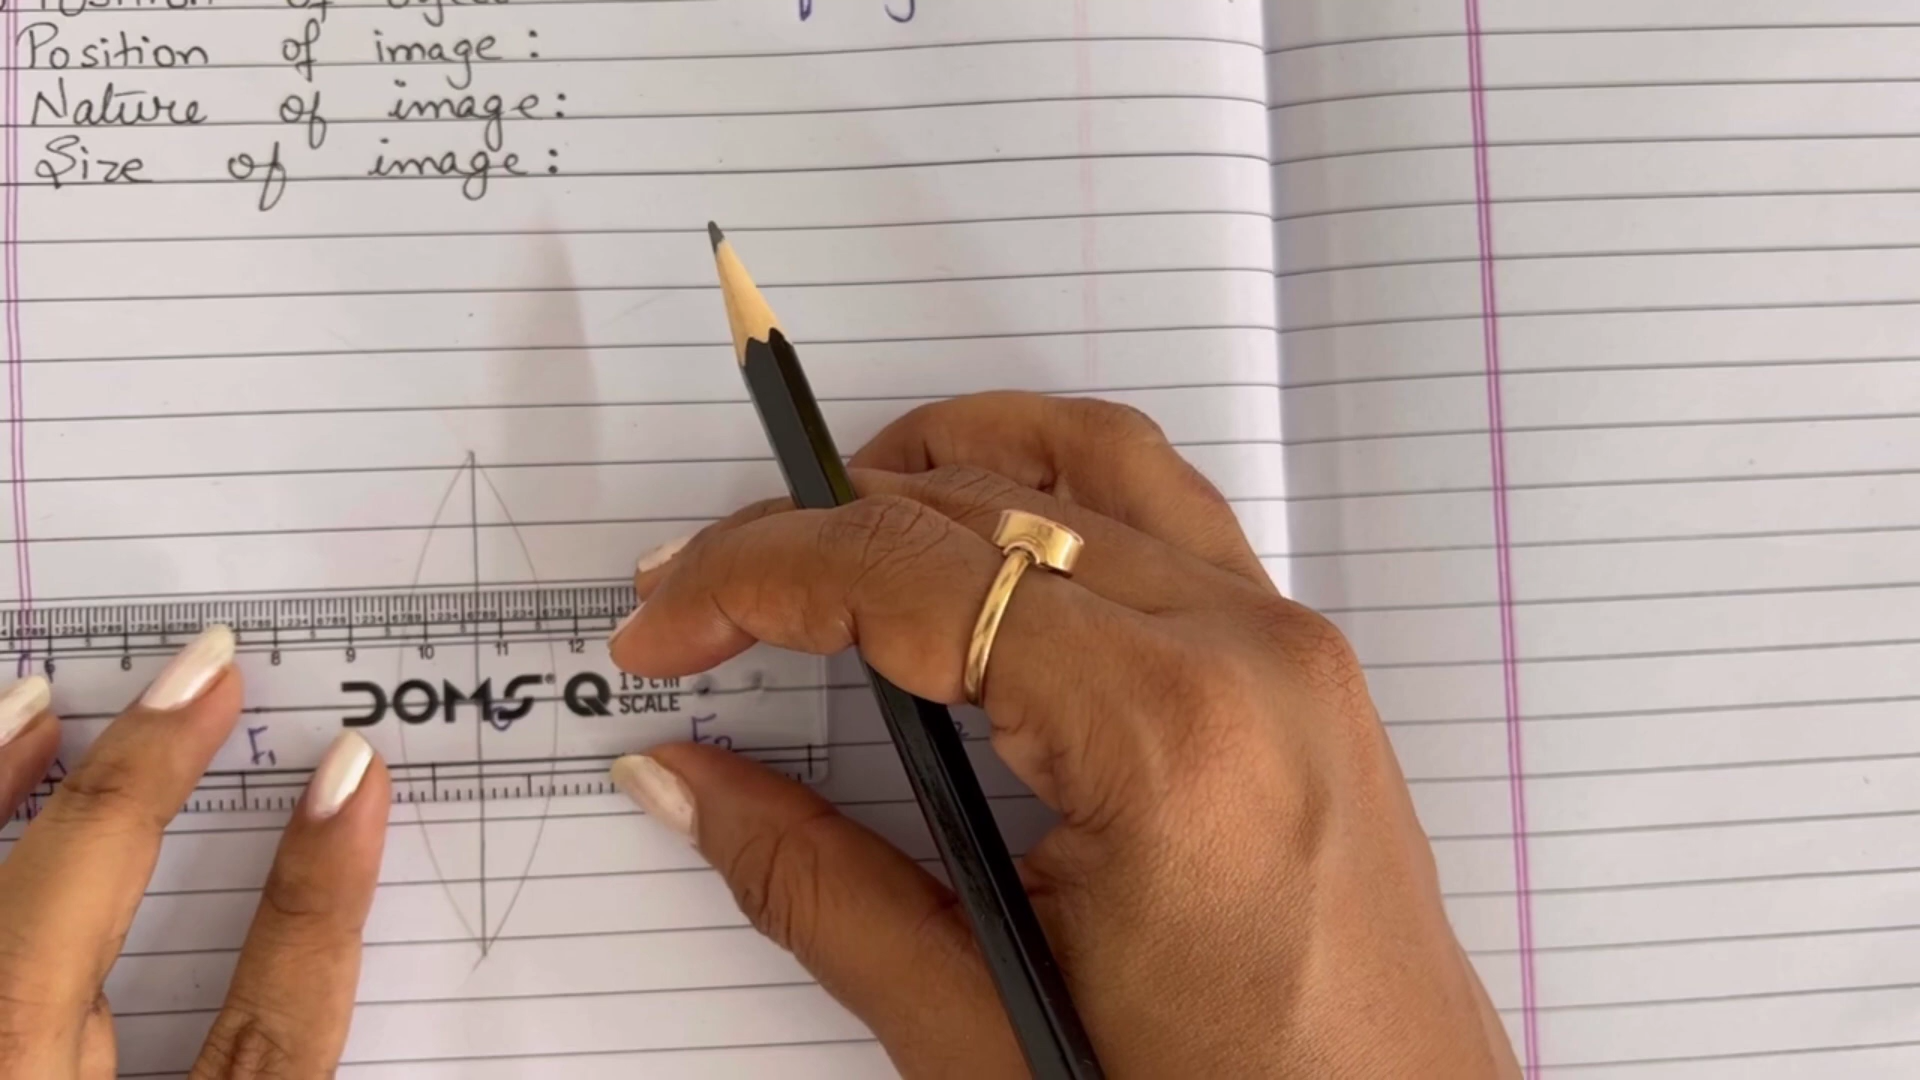 Position of image:
Nature of image:
Size of image:
6 8 9 10 11 12
DOMS® Q 15 cm
SCALE
F₁ F₂